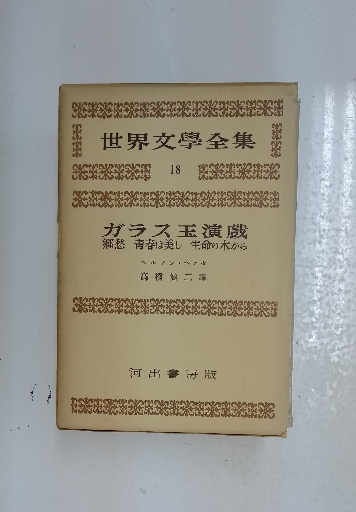 世界文學全集
18
ガラス玉演戲
鄕愁 青春は美し 生命の木から
ヘルマン・ヘッセ
高橋健二 譯
河出書房版